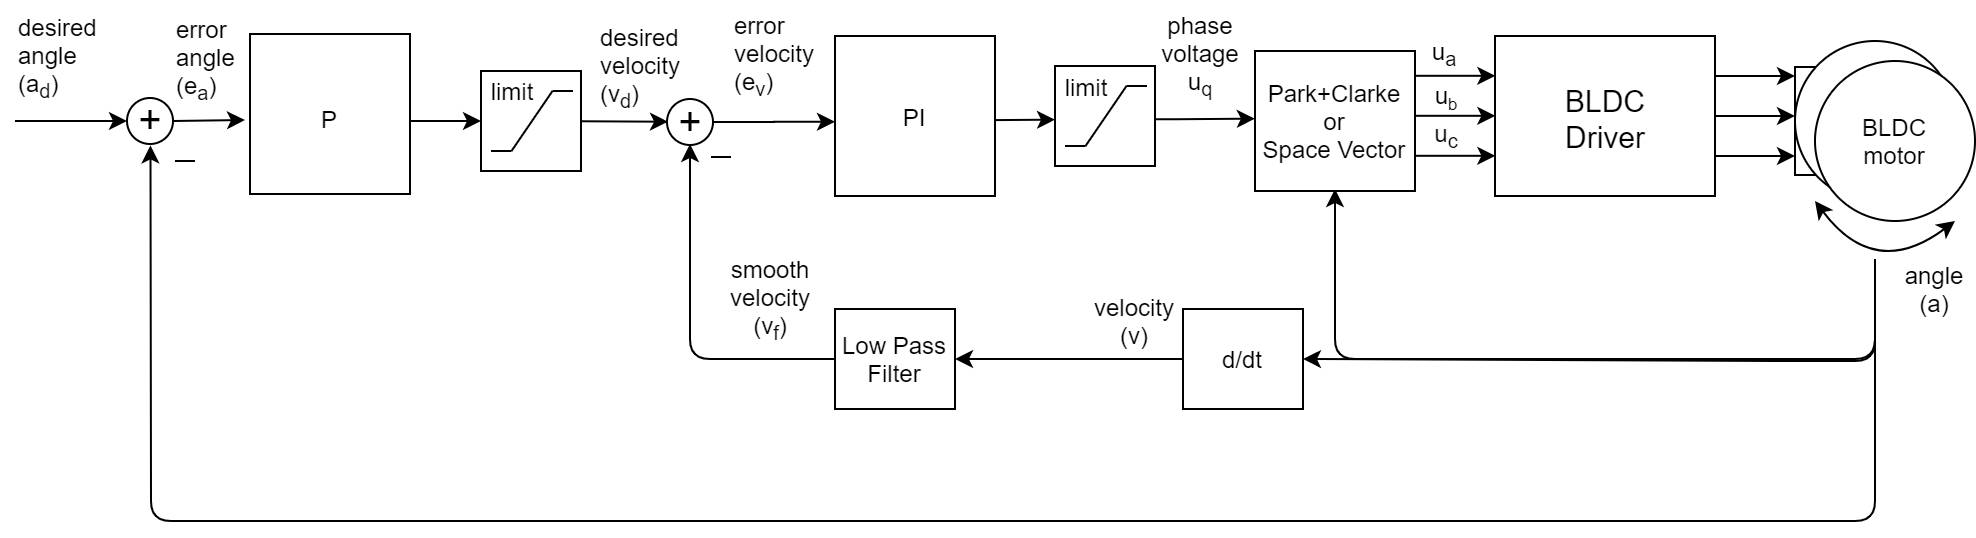 desired
angle
(a_d)
error
angle
(e_a)
+
−
P
limit
desired
velocity
(v_d)
+
−
error
velocity
(e_v)
PI
limit
phase
voltage
u_q
Park+Clarke
or
Space Vector
u_a
u_b
u_c
BLDC
Driver
BLDC
motor
angle
(a)
smooth
velocity
(v_f)
Low Pass
Filter
velocity
(v)
d/dt